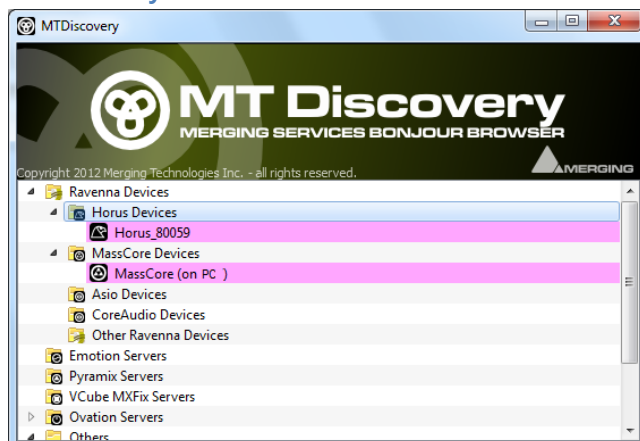 MTDiscovery
MT Discovery
MERGING SERVICES BONJOUR BROWSER
Copyright 2012 Merging Technologies Inc. - all rights reserved.
MERGING
Ravenna Devices
Horus Devices
Horus_80059
MassCore Devices
MassCore (on PC )
Asio Devices
CoreAudio Devices
Other Ravenna Devices
Emotion Servers
Pyramix Servers
VCube MXFix Servers
Ovation Servers
Others